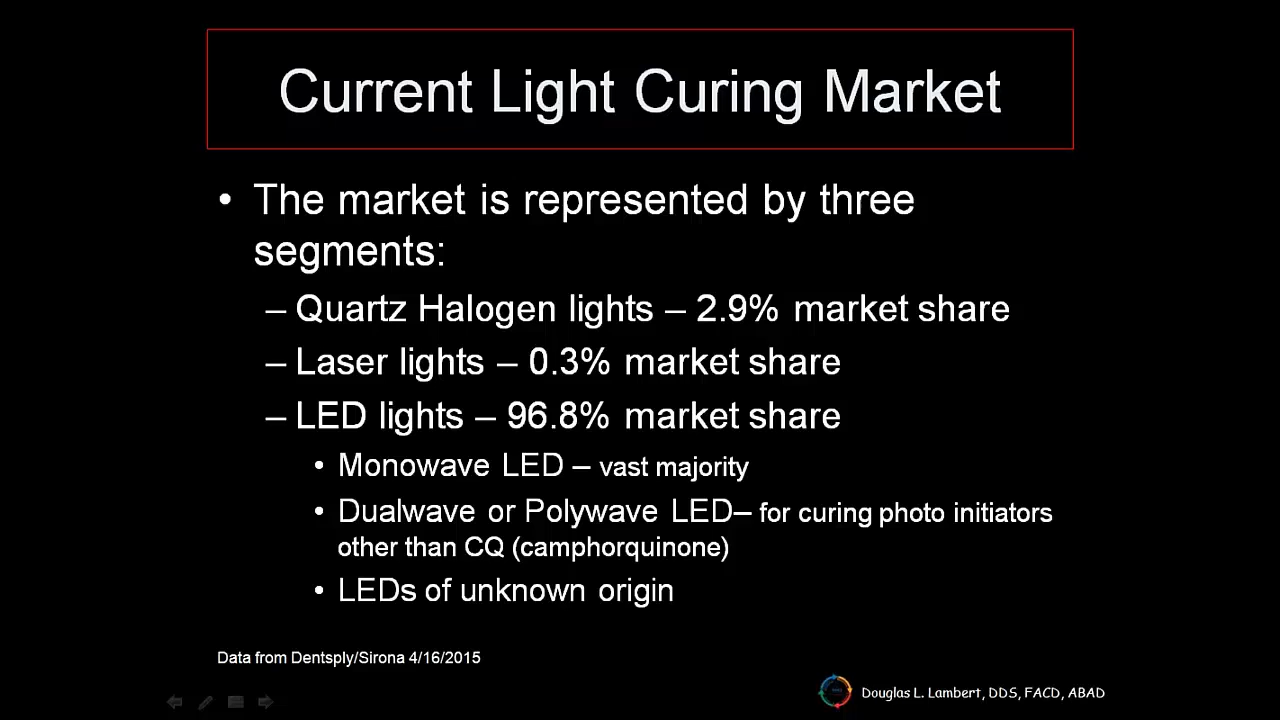 Current Light Curing Market
• The market is represented by three
segments:
– Quartz Halogen lights – 2.9% market share
– Laser lights – 0.3% market share
– LED lights – 96.8% market share
• Monowave LED – vast majority
• Dualwave or Polywave LED– for curing photo initiators
other than CQ (camphorquinone)
• LEDs of unknown origin
Data from Dentsply/Sirona 4/16/2015
Douglas L. Lambert, DDS, FACD, ABAD